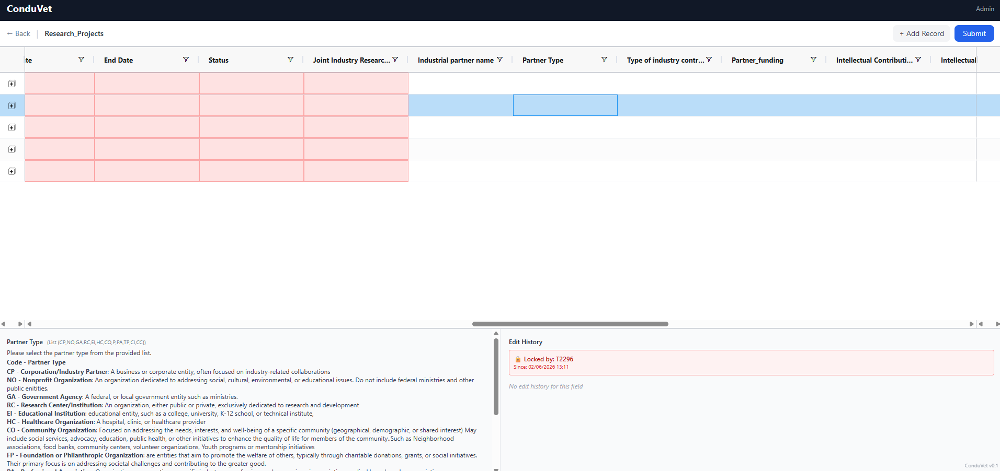 ConduVet
Admin
← Back | Research_Projects
+ Add Record
Submit
te
End Date
Status
Joint Industry Researc...
Industrial partner name
Partner Type
Type of industry contr...
Partner_funding
Intellectual Contributi...
Intellectual
Partner Type (List (CP,NO,GA,RC,EI,HC,CO,P,PA,TP,CI,CC))
Please select the partner type from the provided list.
Code - Partner Type
CP - Corporation/Industry Partner: A business or corporate entity, often focused on industry-related collaborations
NO - Nonprofit Organization: An organization dedicated to addressing social, cultural, environmental, or educational issues. Do not include federal ministries and other
public entities.
GA - Government Agency: A federal, or local government entity such as ministries.
RC - Research Center/Institution: An organization, either public or private, exclusively dedicated to research and development
EI - Educational Institution: educational entity, such as a college, university, K-12 school, or technical institute,
HC - Healthcare Organization: A hospital, clinic, or healthcare provider
CO - Community Organization: Focused on addressing the needs, interests, and well-being of a specific community (geographical, demographic, or shared interest) May
include social services, advocacy, education, public health, or other initiatives to enhance the quality of life for members of the community..Such as Neighborhood
associations, food banks, community centers, volunteer organizations, Youth programs or mentorship initiatives
FP - Foundation or Philanthropic Organization: are entities that aim to promote the welfare of others, typically through charitable donations, grants, or social initiatives.
Their primary focus is on addressing societal challenges and contributing to the greater good.
Edit History
Locked by: T2296
Since: 02/06/2026 13:11
No edit history for this field
ConduVet v0.1